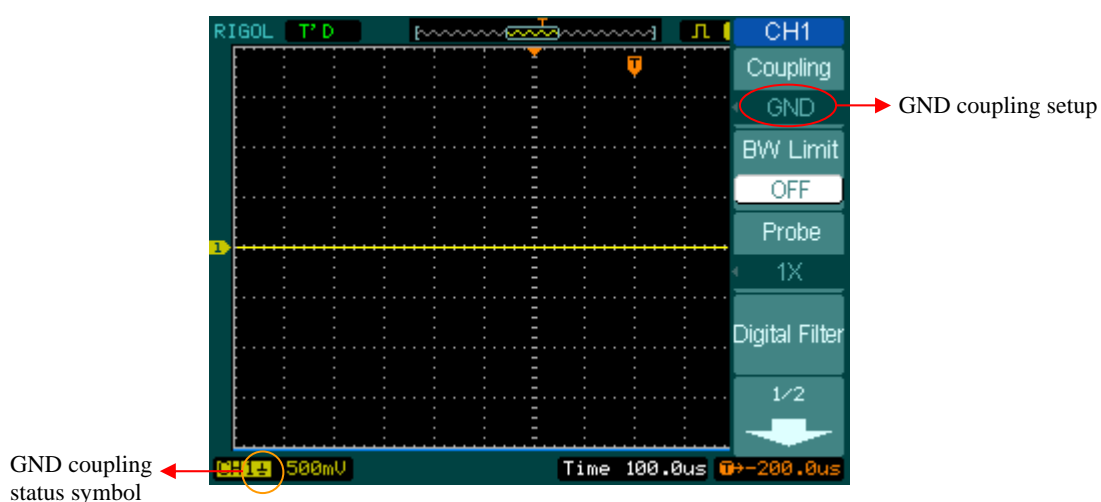 RIGOL T'D T CH1
T
Coupling
GND
GND coupling setup
BW Limit
OFF
Probe
1
1X
Digital Filter
1/2
GND coupling
status symbol
CH1 500mV Time 100.0us T→-200.0us